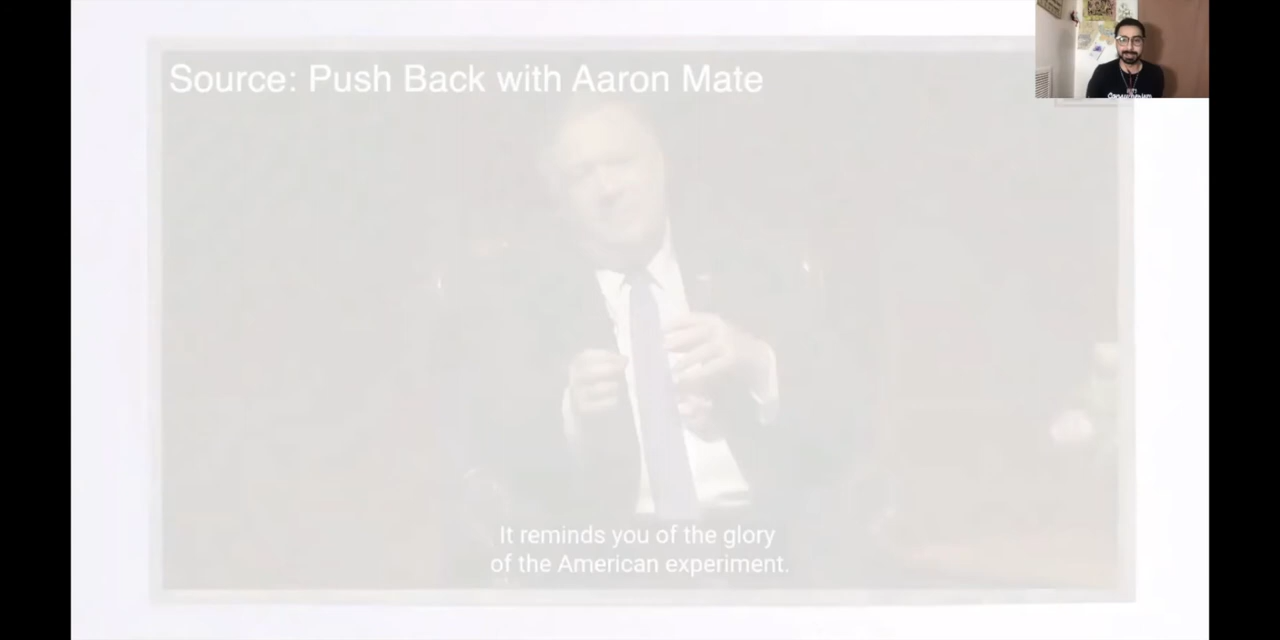 Source: Push Back with Aaron Mate
It reminds you of the glory
of the American experiment.